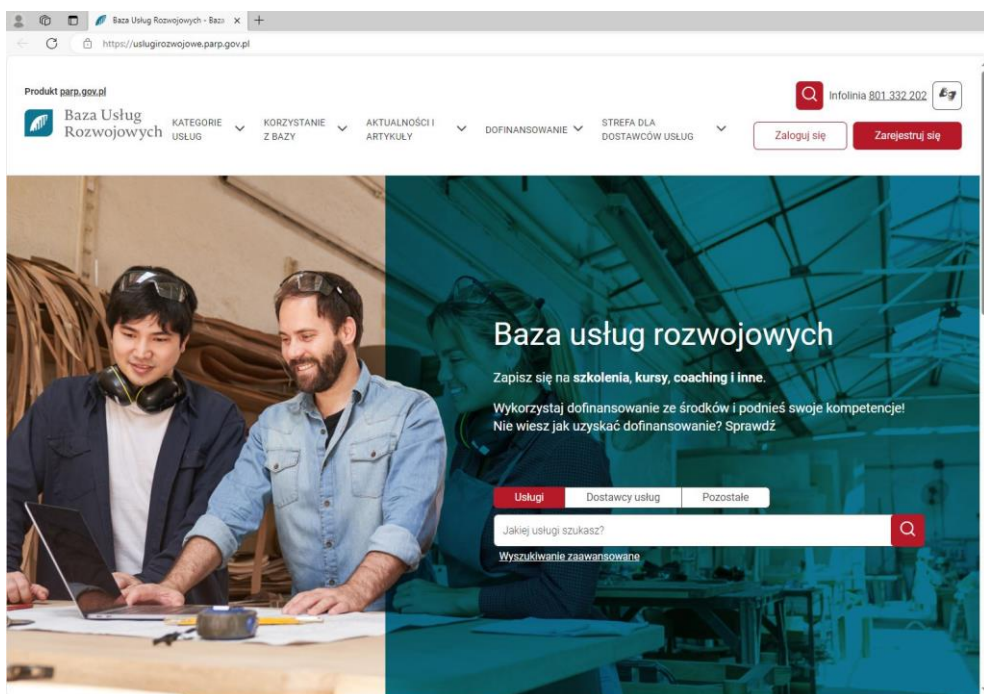 Baza Usług Rozwojowych - Baza
https://uslugirozwojowe.parp.gov.pl
Produkt parp.gov.pl
Infolinia 801 332 202
Baza Usług
Rozwojowych
KATEGORIE
USŁUG
KORZYSTANIE
Z BAZY
AKTUALNOŚCI I
ARTYKUŁY
DOFINANSOWANIE
STREFA DLA
DOSTAWCÓW USŁUG
Zaloguj się
Zarejestruj się
Baza usług rozwojowych
Zapisz się na szkolenia, kursy, coaching i inne.
Wykorzystaj dofinansowanie ze środków i podnieś swoje kompetencje!
Nie wiesz jak uzyskać dofinansowanie? Sprawdź
Usługi Dostawcy usług Pozostałe
Jakiej usługi szukasz?
Wyszukiwanie zaawansowane